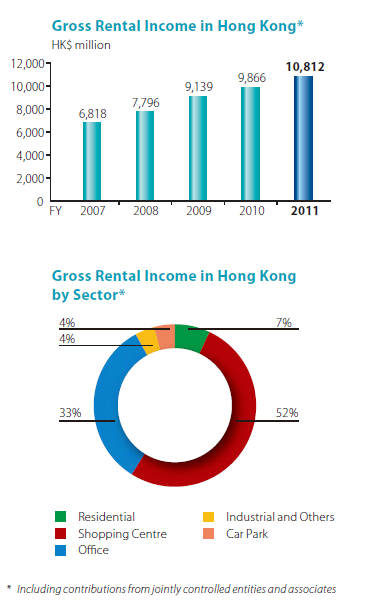 Gross Rental Income in Hong Kong*
HK$ million
12,000
10,000
8,000
6,000
4,000
2,000
0
6,818
7,796
9,139
9,866
10,812
FY 2007 2008 2009 2010 2011
Gross Rental Income in Hong Kong
by Sector*
4% 7%
4%
33% 52%
Residential Industrial and Others
Shopping Centre Car Park
Office
* Including contributions from jointly controlled entities and associates